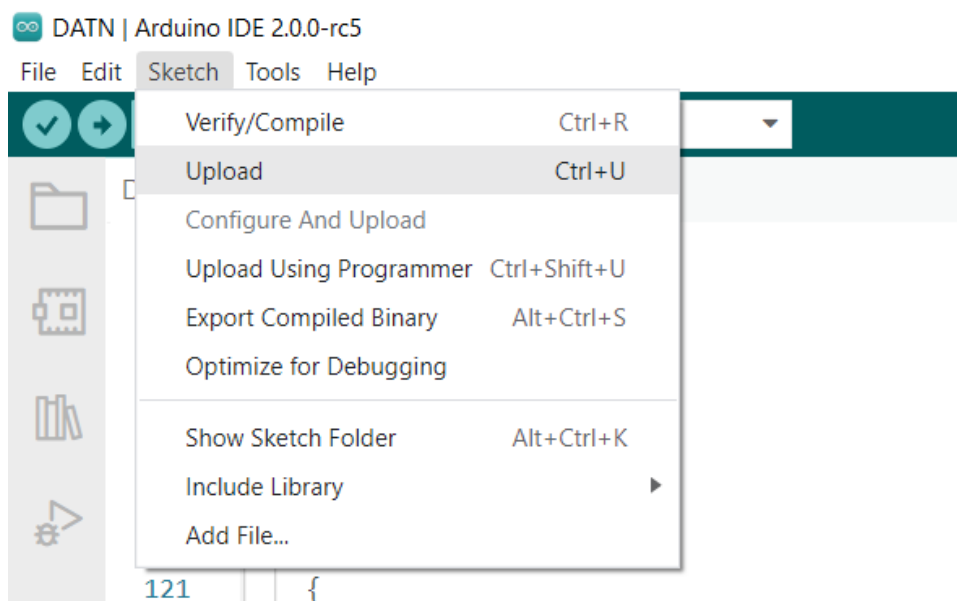 DATN | Arduino IDE 2.0.0-rc5
File Edit Sketch Tools Help
Verify/Compile Ctrl+R
Upload Ctrl+U
Configure And Upload
Upload Using Programmer Ctrl+Shift+U
Export Compiled Binary Alt+Ctrl+S
Optimize for Debugging
Show Sketch Folder Alt+Ctrl+K
Include Library
Add File...
121 {